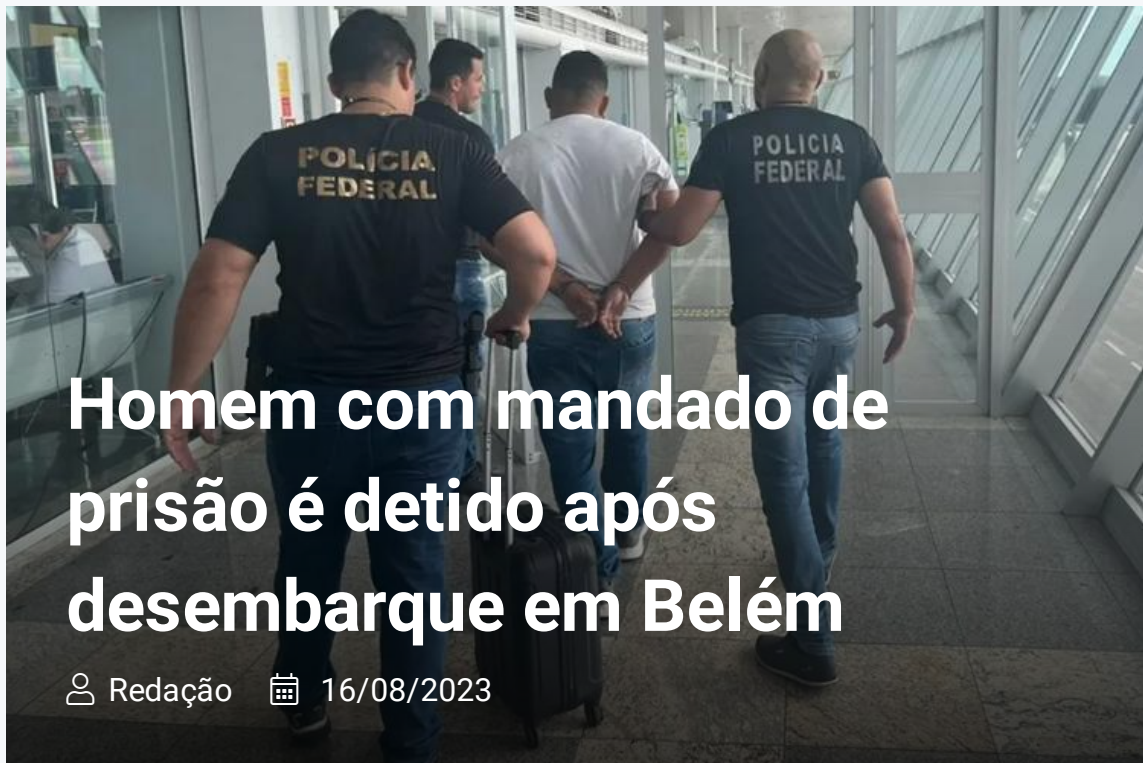 POLÍCIA
FEDERAL
POLICIA
FEDERAL
Homem com mandado de
prisão é detido após
desembarque em Belém
Redação 16/08/2023